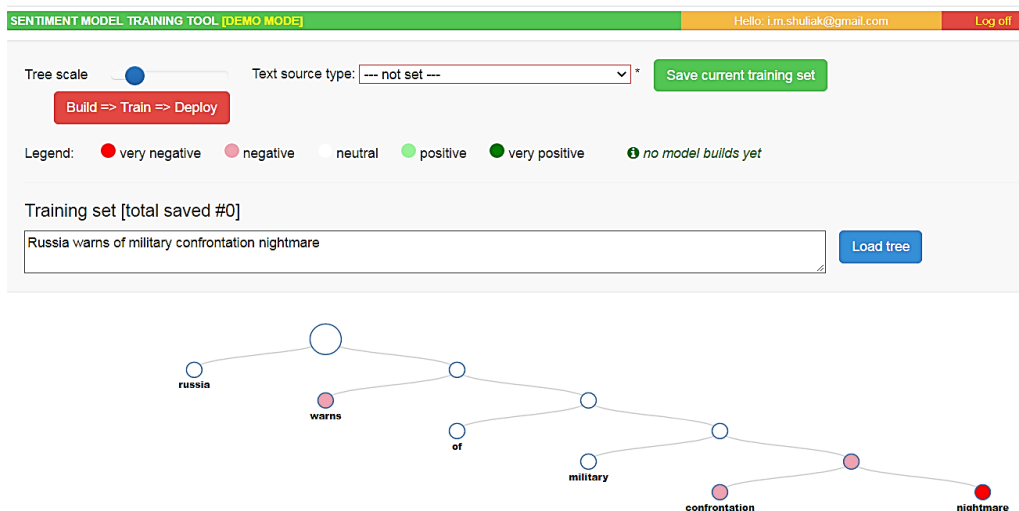 SENTIMENT MODEL TRAINING TOOL [DEMO MODE] Hello: i.m.shuliak@gmail.com Log off
Tree scale Text source type: --- not set --- * Save current training set
Build => Train => Deploy
Legend: very negative negative neutral positive very positive no model builds yet
Training set [total saved #0]
Russia warns of military confrontation nightmare Load tree
russia
warns
of
military
confrontation nightmare